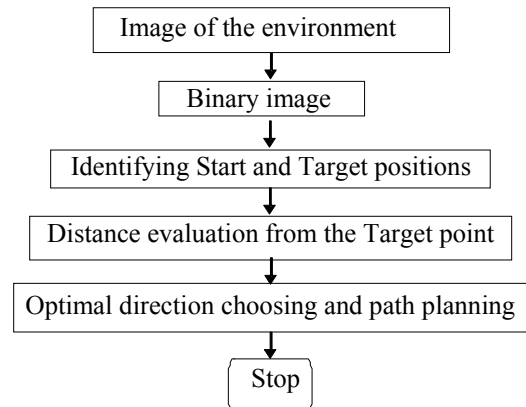 Image of the environment
Binary image
Identifying Start and Target positions
Distance evaluation from the Target point
Optimal direction choosing and path planning
Stop